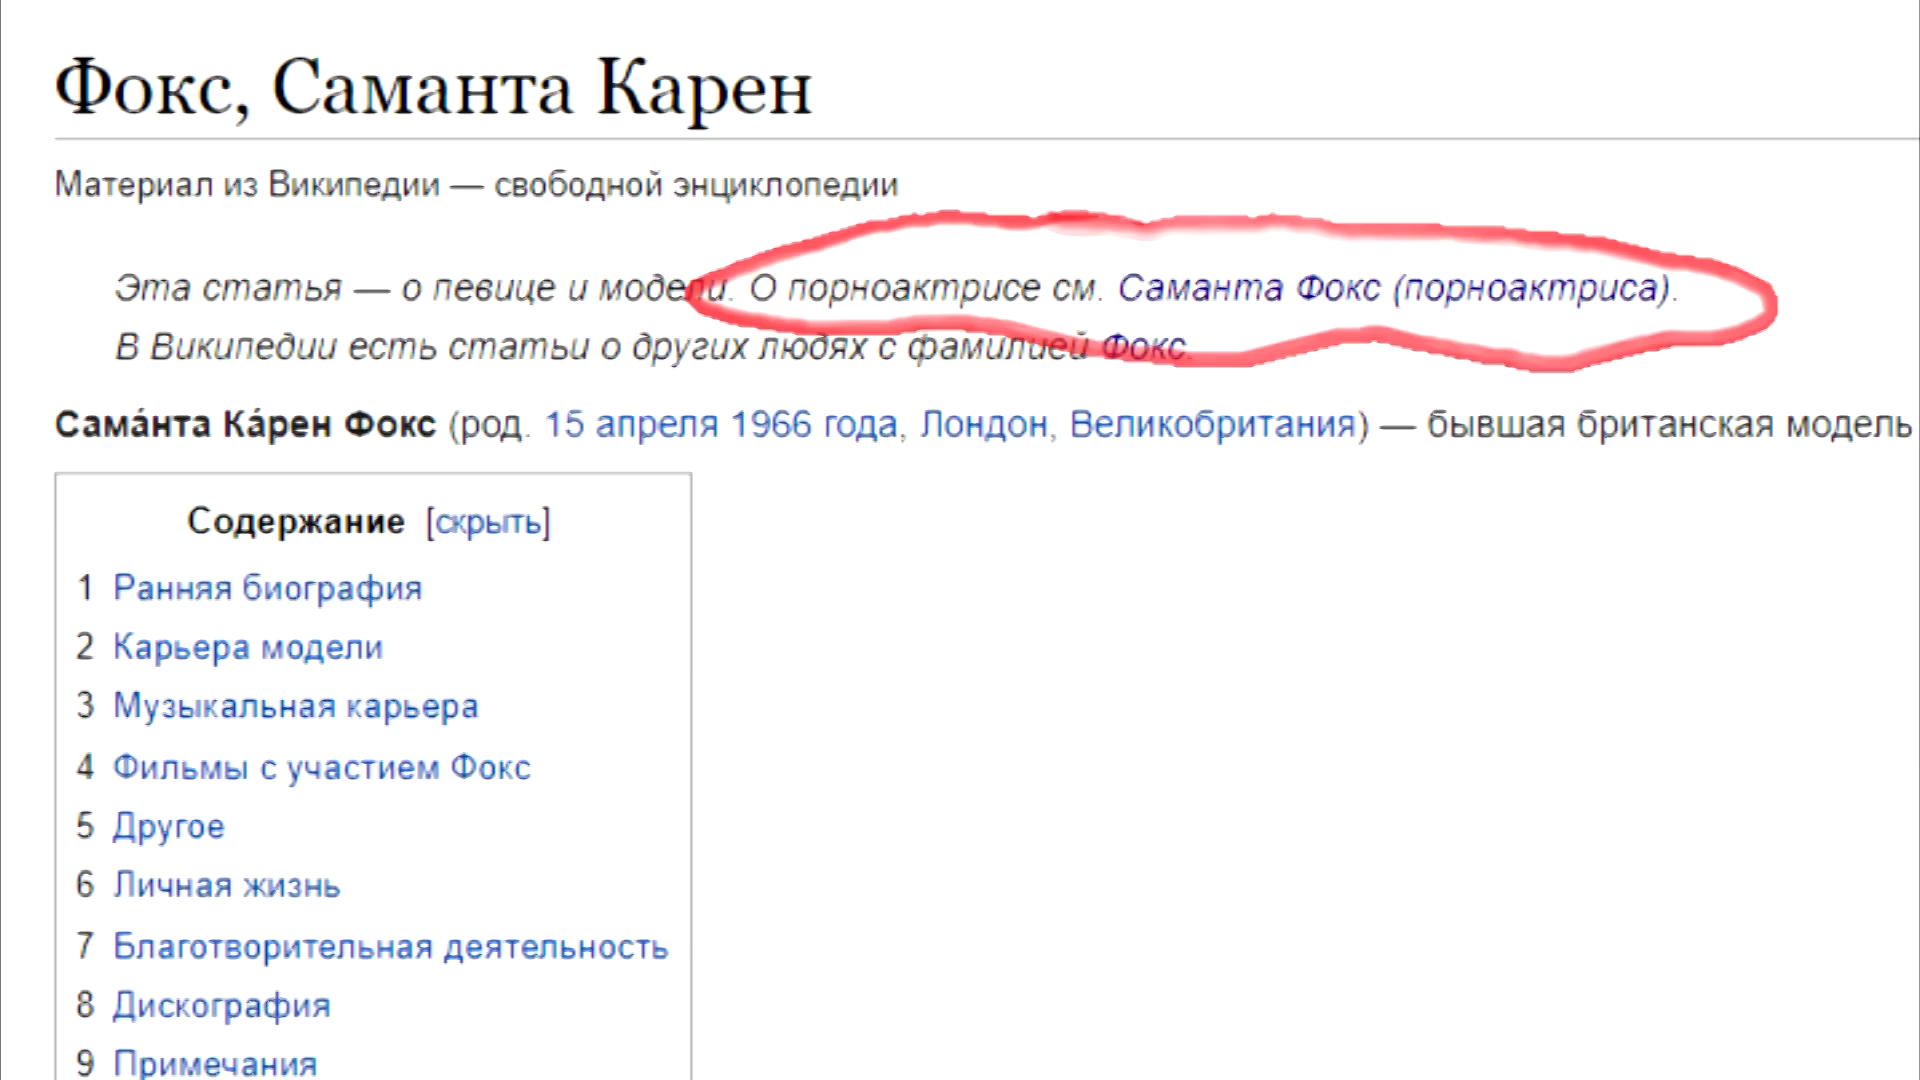 Фокс, Саманта Карен
Материал из Википедии — свободной энциклопедии
Эта статья — о певице и модели. О порноактрисе см. Саманта Фокс (порноактриса).
В Википедии есть статьи о других людях с фамилией Фокс.
Сама́нта Ка́рен Фокс (род. 15 апреля 1966 года, Лондон, Великобритания) — бывшая британская модель
Содержание [скрыть]
1 Ранняя биография
2 Карьера модели
3 Музыкальная карьера
4 Фильмы с участием Фокс
5 Другое
6 Личная жизнь
7 Благотворительная деятельность
8 Дискография
9 Примечания